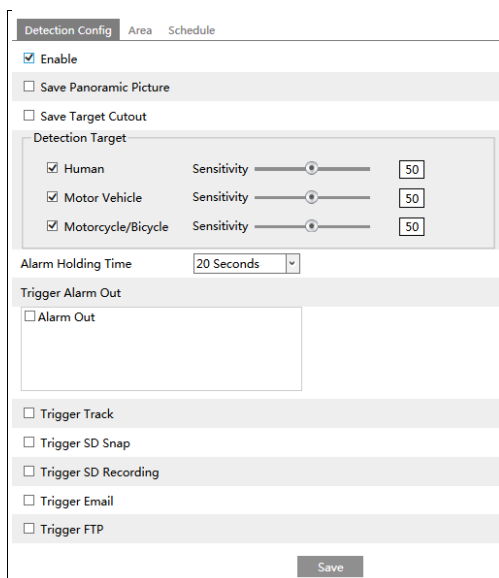 Detection Config Area Schedule
Enable
Save Panoramic Picture
Save Target Cutout
Detection Target
Human Sensitivity 50
Motor Vehicle Sensitivity 50
Motorcycle/Bicycle Sensitivity 50
Alarm Holding Time 20 Seconds
Trigger Alarm Out
Alarm Out
Trigger Track
Trigger SD Snap
Trigger SD Recording
Trigger Email
Trigger FTP
Save